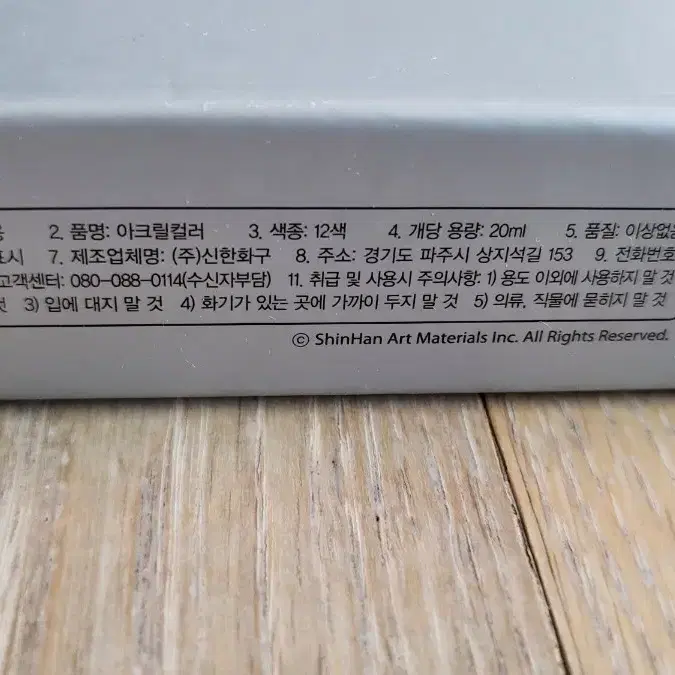 용 2. 품명: 아크릴컬러 3. 색종: 12색 4. 개당 용량: 20ml 5. 품질: 이상없음
표시 7. 제조업체명: (주)신한화구 8. 주소: 경기도 파주시 상지석길 153 9. 전화번호
고객센터: 080-088-0114(수신자부담) 11. 취급 및 사용시 주의사항: 1) 용도 이외에 사용하지 말 것
것 3) 입에 대지 말 것 4) 화기가 있는 곳에 가까이 두지 말 것 5) 의류, 직물에 묻히지 말 것
ⓒ ShinHan Art Materials Inc. All Rights Reserved.